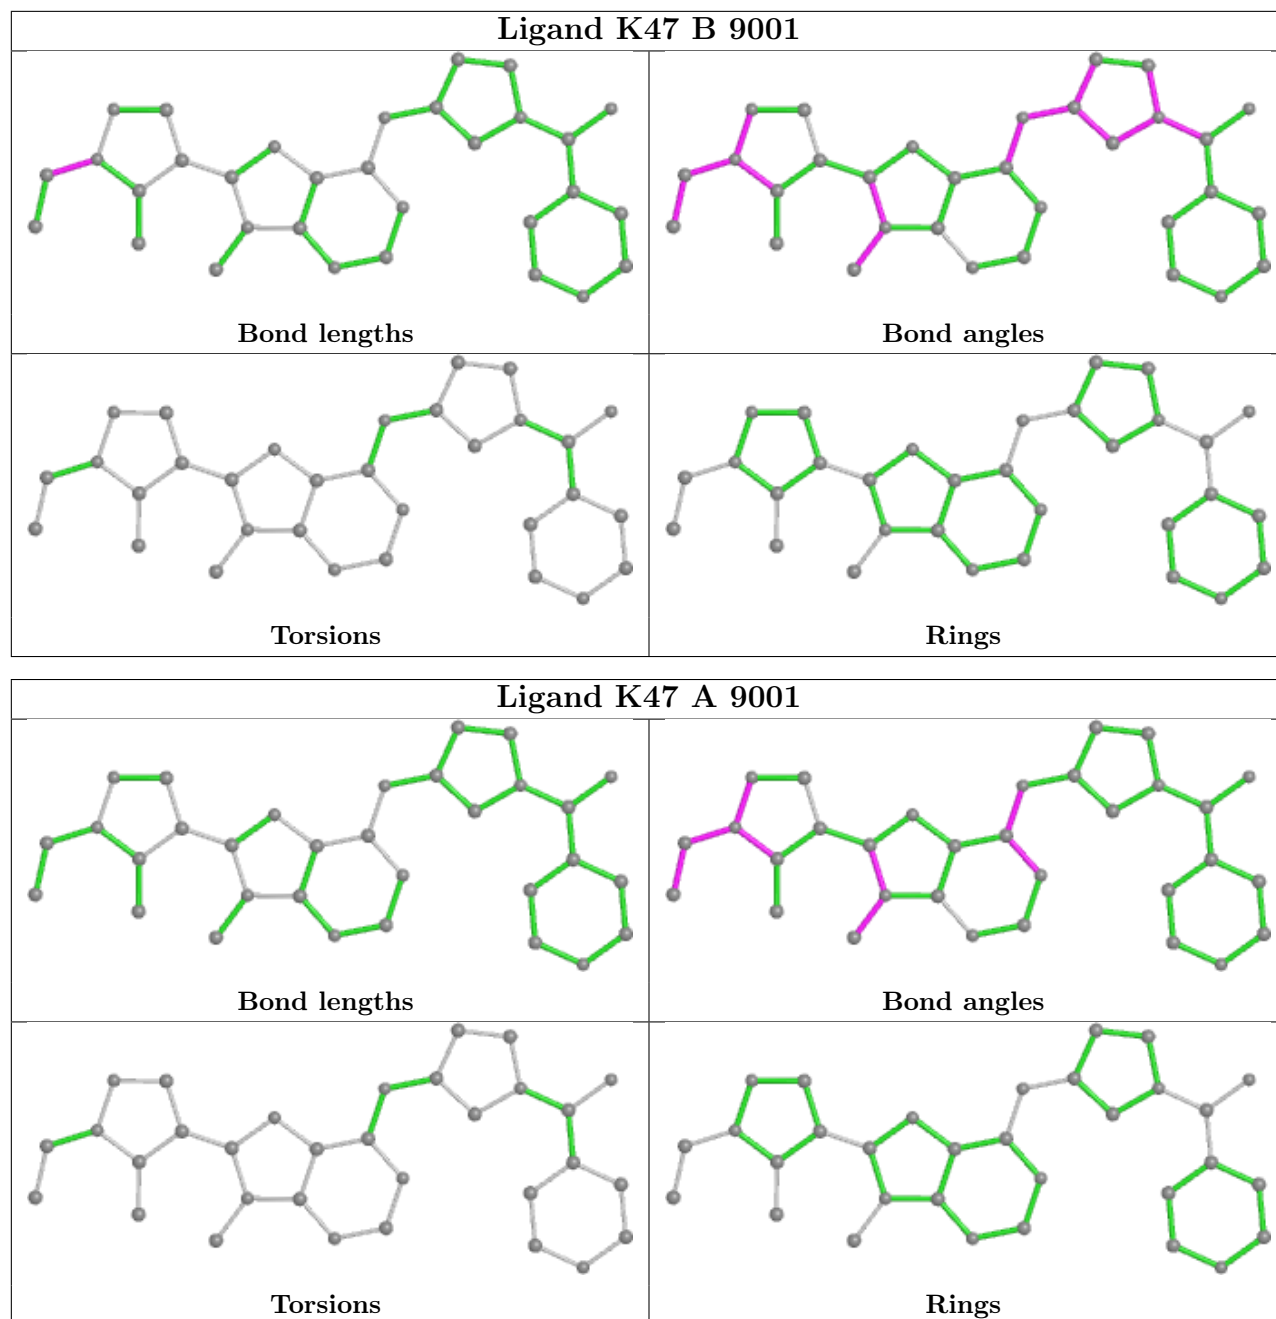 Ligand K47 B 9001
Bond lengths
Bond angles
Torsions
Rings
Ligand K47 A 9001
Bond lengths
Bond angles
Torsions
Rings